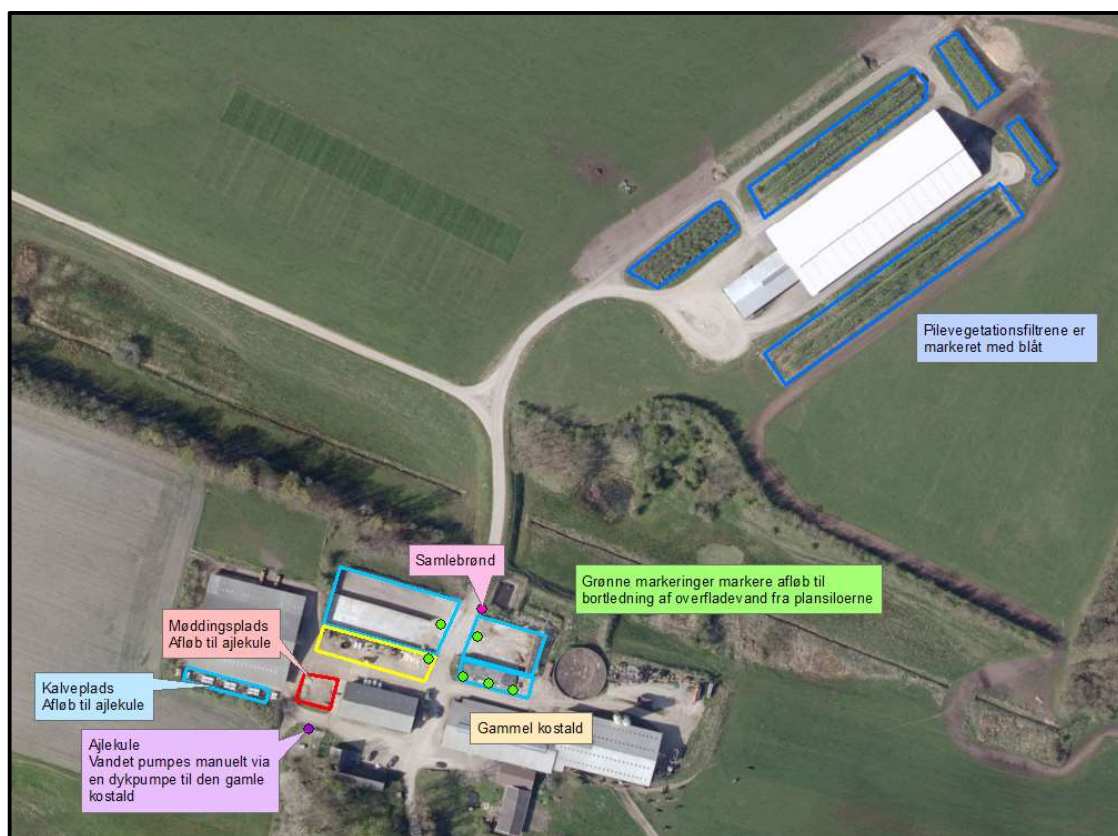 Pilevegetationsfiltrene er
markeret med blåt
Samlebrønd
Grønne markeringer markere afløb til
bortledning af overfladevand fra plansiloerne
Møddingsplads
Afløb til ajlekule
Kalveplads
Afløb til ajlekule
Gammel kostald
Ajlekule
Vandet pumpes manuelt via
en dykpumpe til den gamle
kostald